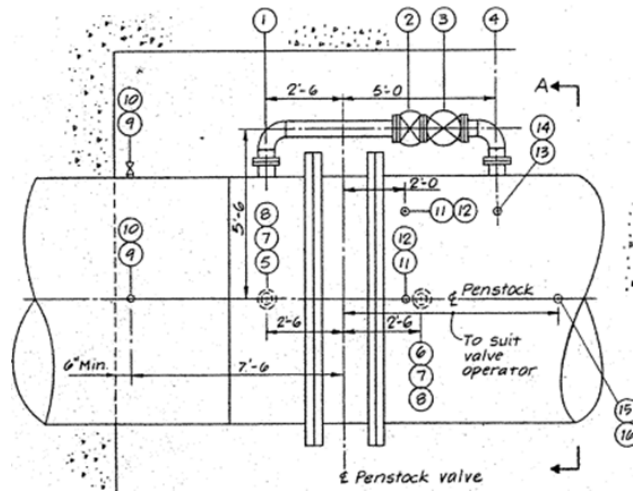 1 2 3 4
2'-6 5'-0
A
10
9
14
13
2'-0
5'-6
11 12
10
9
8
7
5
12
11
℄ Penstock
2'-6 2'-6
To suit
valve
operator
6" Min.
7'-6
6
7
8
15
16
℄ Penstock valve